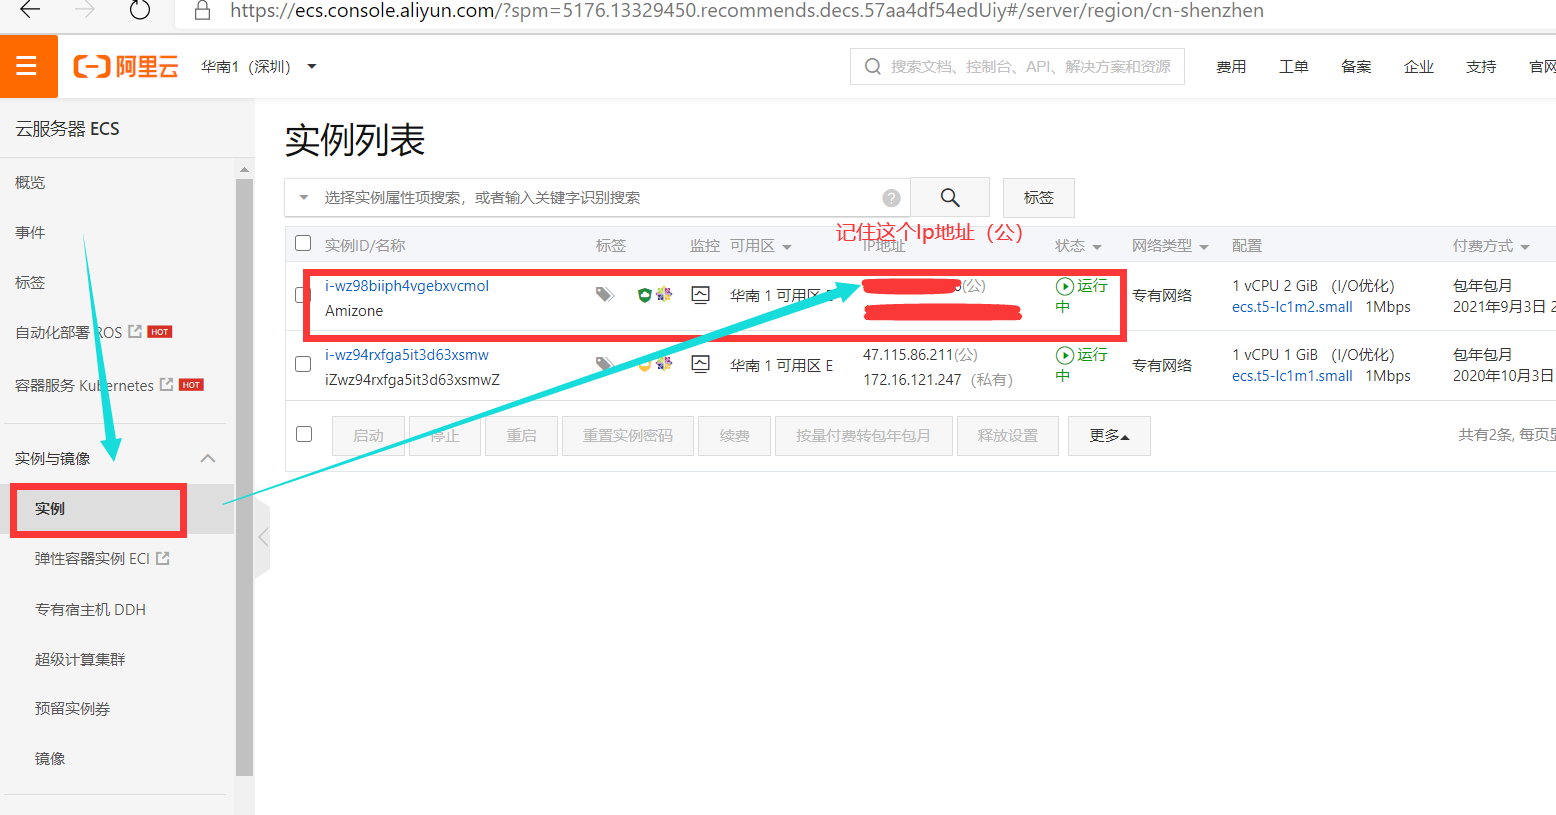 https://ecs.console.aliyun.com/?spm=5176.13329450.recommends.decs.57aa4df54edUiy#/server/region/cn-shenzhen
阿里云 华南1（深圳） 搜索文档、控制台、API、解决方案和资源 费用 工单 备案 企业 支持 官网
云服务器 ECS
概览
事件
标签
自动化部署 ROS HOT
容器服务 Kubernetes HOT
实例与镜像
实例
弹性容器实例 ECI
专有宿主机 DDH
超级计算集群
预留实例券
镜像
实例列表
选择实例属性项搜索，或者输入关键字识别搜索 ? 标签
记住这个Ip地址（公）
实例ID/名称 标签 监控 可用区 IP地址 状态 网络类型 配置 付费方式
i-wz98biiph4vgebxvcmol
Amizone
华南 1 可用区
(公)
运行中
专有网络
1 vCPU 2 GiB （I/O优化）
ecs.t5-lc1m2.small 1Mbps
包年包月
2021年9月3日 2
i-wz94rxfga5it3d63xsmw
iZwz94rxfga5it3d63xsmwZ
华南 1 可用区 E
47.115.86.211(公)
172.16.121.247 （私有）
运行中
专有网络
1 vCPU 1 GiB （I/O优化）
ecs.t5-lc1m1.small 1Mbps
包年包月
2020年10月3日
启动 停止 重启 重置实例密码 续费 按量付费转包年包月 释放设置 更多
共有2条, 每页显